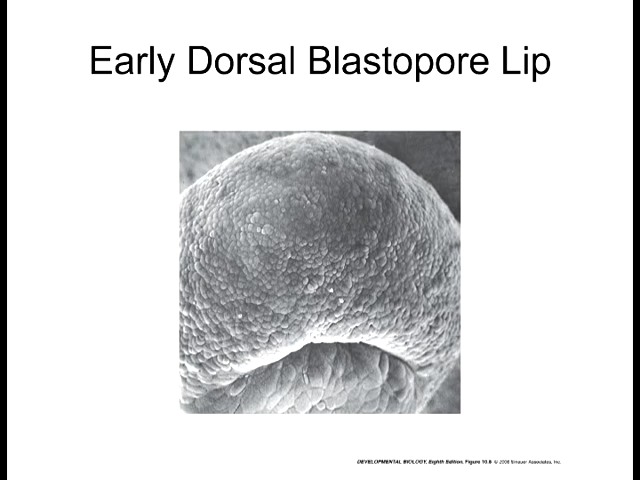 Early Dorsal Blastopore Lip
DEVELOPMENTAL BIOLOGY, Eighth Edition, Figure 10.8 © 2006 Sinauer Associates, Inc.